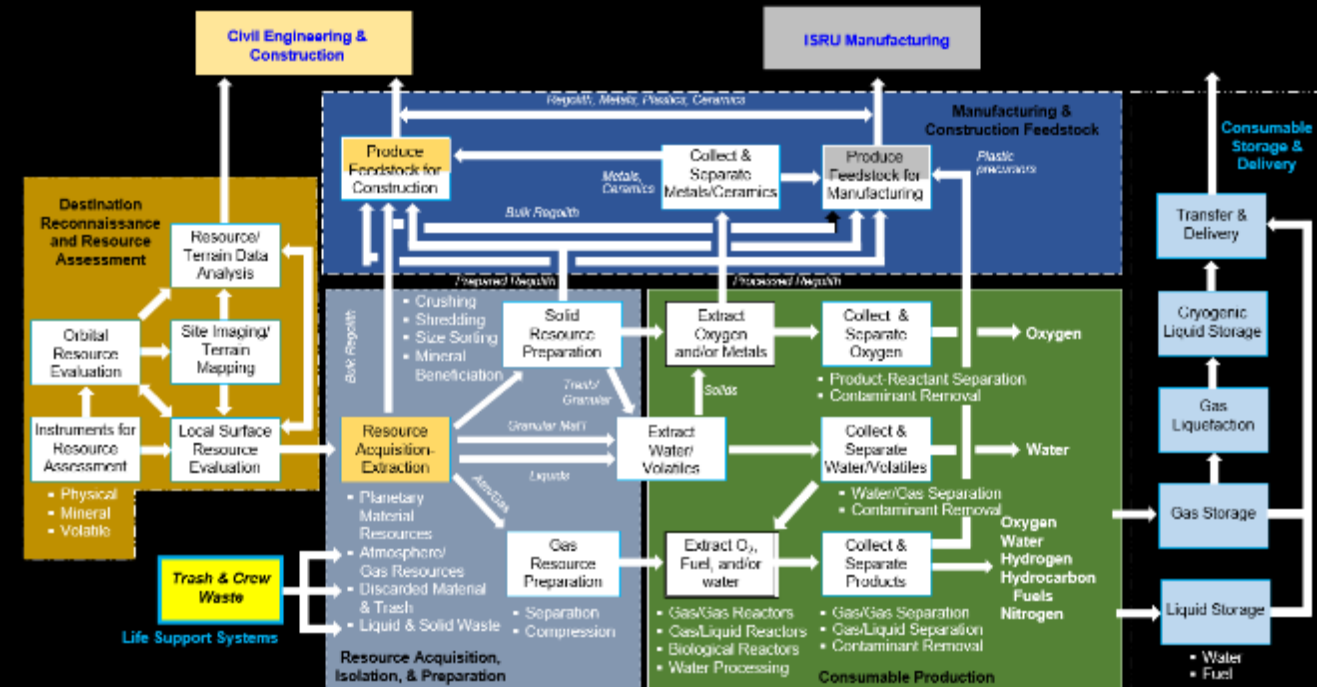 Civil Engineering &
Construction
ISRU Manufacturing
Regolith, Metals, Plastics, Ceramics
Manufacturing &
Construction Feedstock
Produce
Feedstock for
Construction
Collect &
Separate
Metals/Ceramics
Metals,
Ceramics
Produce
Feedstock for
Manufacturing
Plastic
precursors
Bulk Regolith
Prepared Regolith
Processed Regolith
Consumable
Storage &
Delivery
Transfer &
Delivery
Cryogenic
Liquid Storage
Gas
Liquefaction
Gas Storage
Liquid Storage
▪ Water
▪ Fuel
Destination
Reconnaissance
and Resource
Assessment
Resource/
Terrain Data
Analysis
Orbital
Resource
Evaluation
Site Imaging/
Terrain
Mapping
Instruments for
Resource
Assessment
Local Surface
Resource
Evaluation
▪ Physical
▪ Mineral
▪ Volatile
Trash & Crew
Waste
Life Support Systems
Bulk Regolith
▪ Crushing
▪ Shredding
▪ Size Sorting
▪ Mineral
Beneficiation
Solid
Resource
Preparation
Trash/
Granular
Resource
Acquisition-
Extraction
Granular Mat'l
Liquids
Atm/Gas
▪ Planetary
Material
Resources
▪ Atmosphere/
Gas Resources
▪ Discarded Material
& Trash
▪ Liquid & Solid Waste
Gas
Resource
Preparation
▪ Separation
▪ Compression
Resource Acquisition,
Isolation, & Preparation
Extract
Oxygen
and/or Metals
Solids
Collect &
Separate
Oxygen
▪ Product-Reactant Separation
▪ Contaminant Removal
Oxygen
Extract
Water/
Volatiles
Collect &
Separate
Water/Volatiles
▪ Water/Gas Separation
▪ Contaminant Removal
Water
Extract O₂,
Fuel, and/or
water
▪ Gas/Gas Reactors
▪ Gas/Liquid Reactors
▪ Biological Reactors
▪ Water Processing
Collect &
Separate
Products
▪ Gas/Gas Separation
▪ Gas/Liquid Separation
▪ Contaminant Removal
Oxygen
Water
Hydrogen
Hydrocarbon
Fuels
Nitrogen
Consumable Production